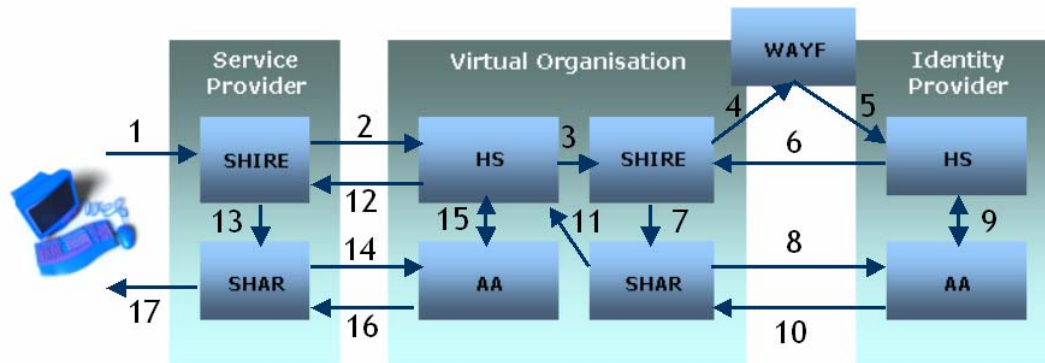 WAYF
Service
Provider
Virtual Organisation
Identity
Provider
1
2
3
4
5
6
SHIRE
HS
SHIRE
HS
12
13
15
11
7
9
14
8
SHAR
AA
SHAR
AA
17
16
10